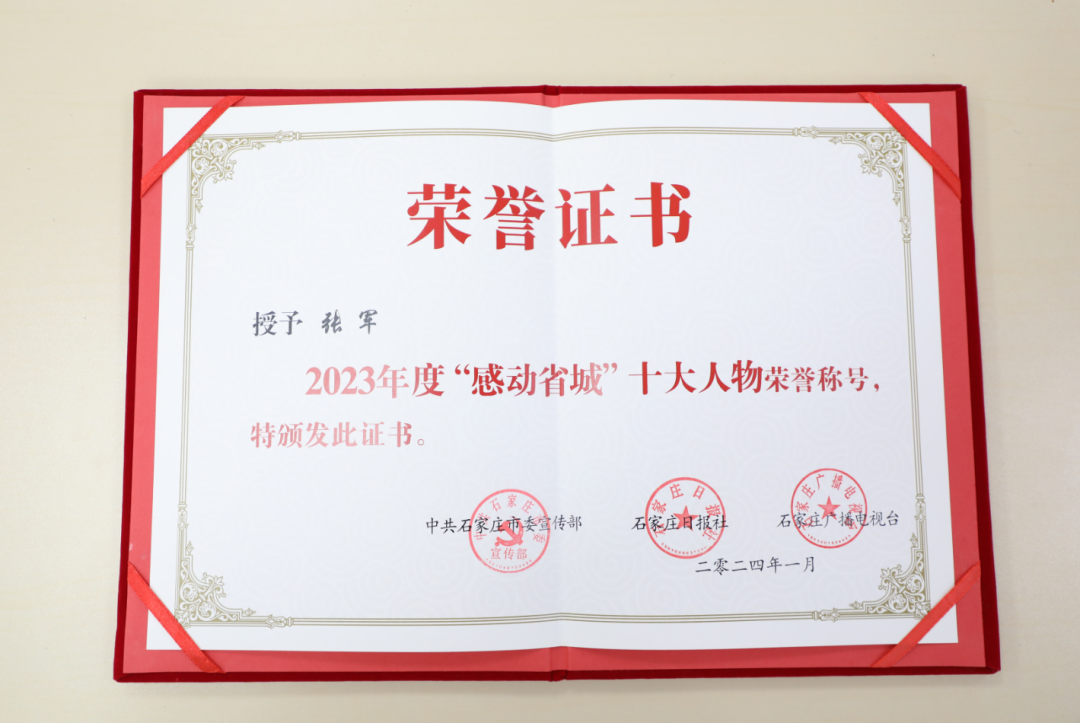 荣誉证书
授予 张军
2023年度“感动省城”十大人物荣誉称号，
特颁发此证书。
中共石家庄市委宣传部 石家庄日报社 石家庄广播电视台
宣传部
二零二四年一月